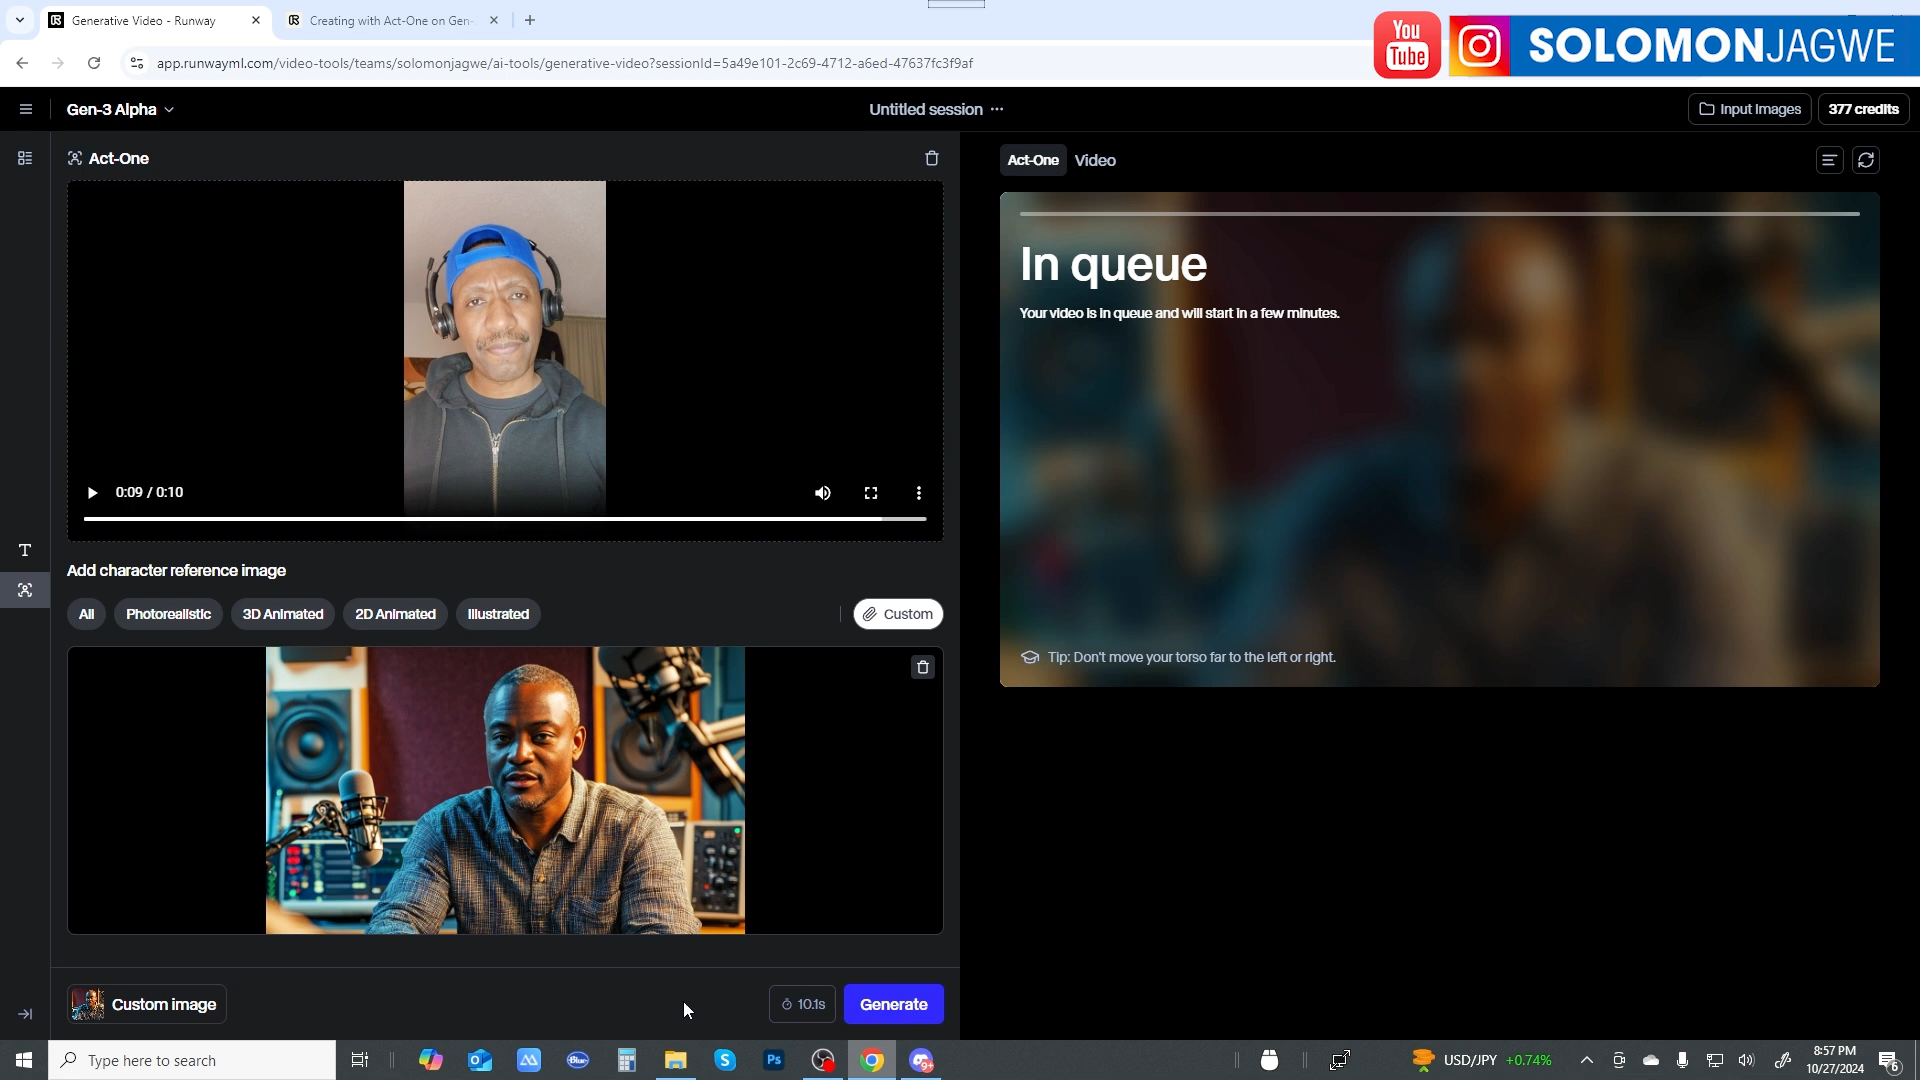 Generative Video - Runway
Creating with Act-One on Gen-
app.runwayml.com/video-tools/teams/solomonjagwe/ai-tools/generative-video?sessionId=5a49e101-2c69-4712-a6ed-47637fc3f9af
You
Tube
SOLOMONJAGWE
Gen-3 Alpha
Untitled session
Input Images
377 credits
Act-One
Act-One Video
In queue
Your video is in queue and will start in a few minutes.
0:09 / 0:10
Add character reference image
All
Photorealistic
3D Animated
2D Animated
Illustrated
Custom
Tip: Don't move your torso far to the left or right.
Custom image
10.1s
Generate
Type here to search
Blue
Ps
9+
USD/JPY +0.74%
8:57 PM
10/27/2024
6